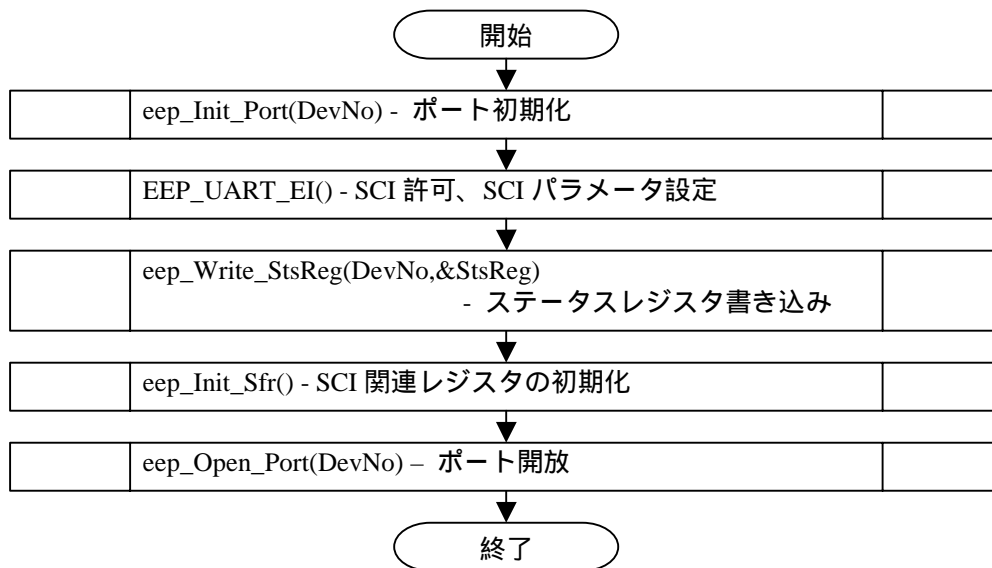 開始
eep_Init_Port(DevNo) - ポート初期化
EEP_UART_EI() - SCI 許可、SCI パラメータ設定
eep_Write_StsReg(DevNo,&StsReg)
- ステータスレジスタ書き込み
eep_Init_Sfr() - SCI 関連レジスタの初期化
eep_Open_Port(DevNo) – ポート開放
終了